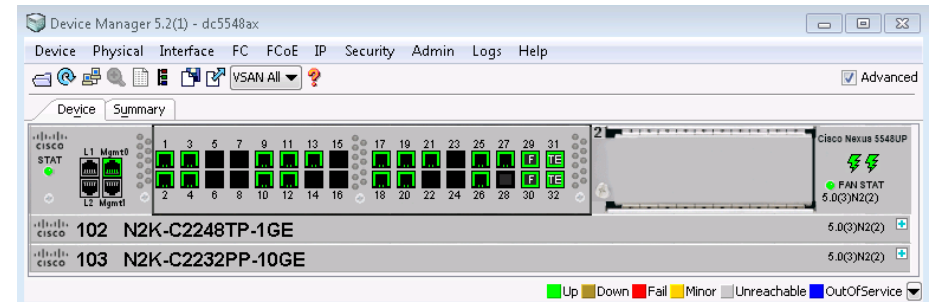 Device Manager 5.2(1) - dc5548ax
Device Physical Interface FC FCoE IP Security Admin Logs Help
VSAN All Advanced
Device Summary
CISCO
STAT
L1 Mgmt0
L2 Mgmt1
1 3 5 7 9 11 13 15 17 19 21 23 25 27 29 31
F TE
F TE
2 4 6 8 10 12 14 16 18 20 22 24 26 28 30 32
2
Cisco Nexus 5548UP
FAN STAT
5.0(3)N2(2)
CISCO 102 N2K-C2248TP-1GE 5.0(3)N2(2)
CISCO 103 N2K-C2232PP-10GE 5.0(3)N2(2)
Up Down Fail Minor Unreachable OutOfService